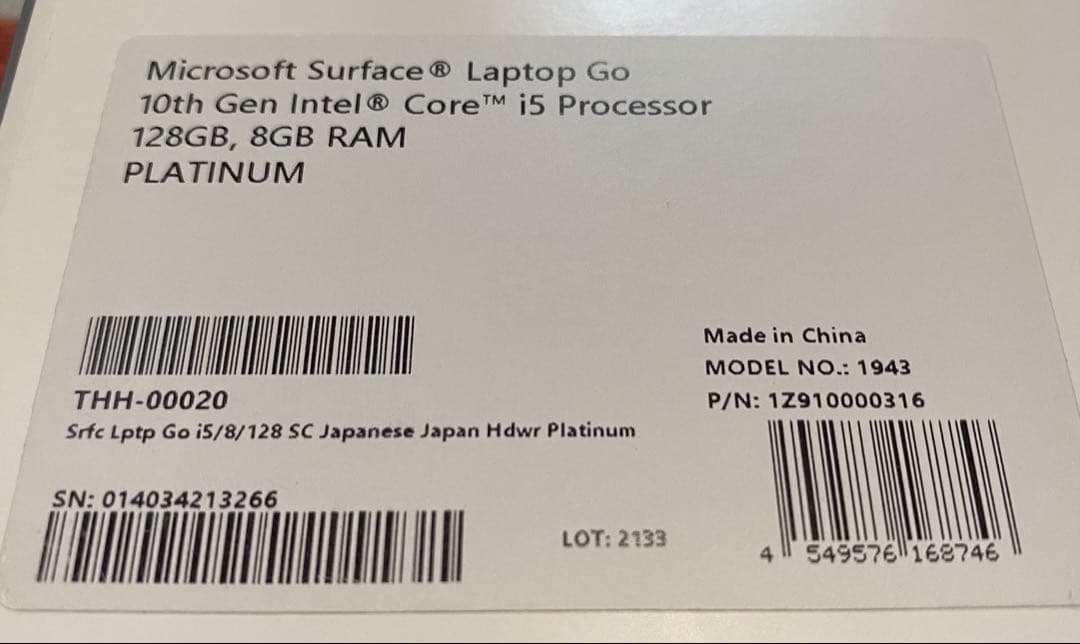 Microsoft Surface® Laptop Go
10th Gen Intel® Core™ i5 Processor
128GB, 8GB RAM
PLATINUM
THH-00020
Srfc Lptp Go i5/8/128 SC Japanese Japan Hdwr Platinum
SN: 014034213266
Made in China
MODEL NO.: 1943
P/N: 1Z910000316
LOT: 2133
4 549576 168746